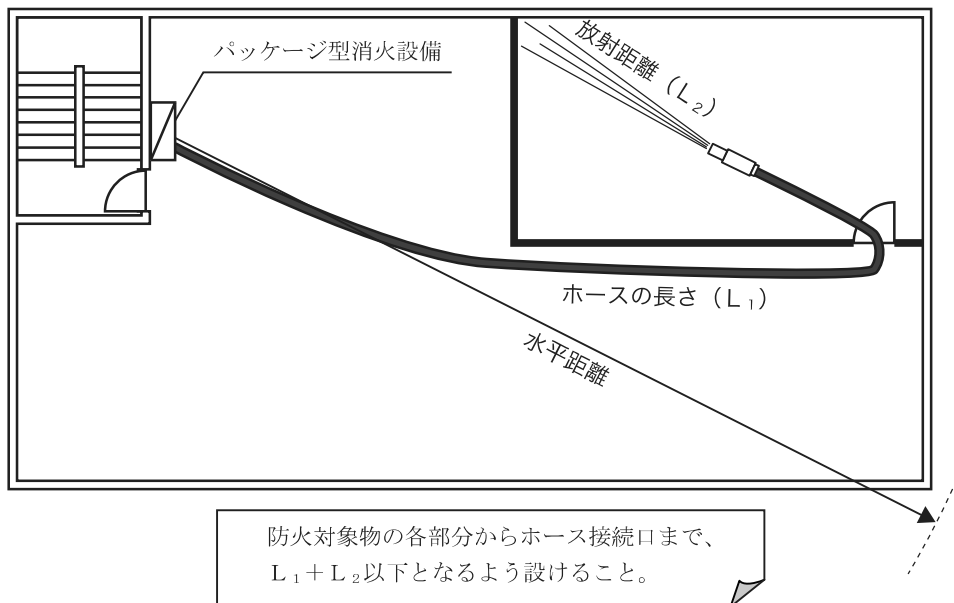 パッケージ型消火設備
放射距離（L₂）
ホースの長さ（L₁）
水平距離
防火対象物の各部分からホース接続口まで、
L₁＋L₂以下となるよう設けること。